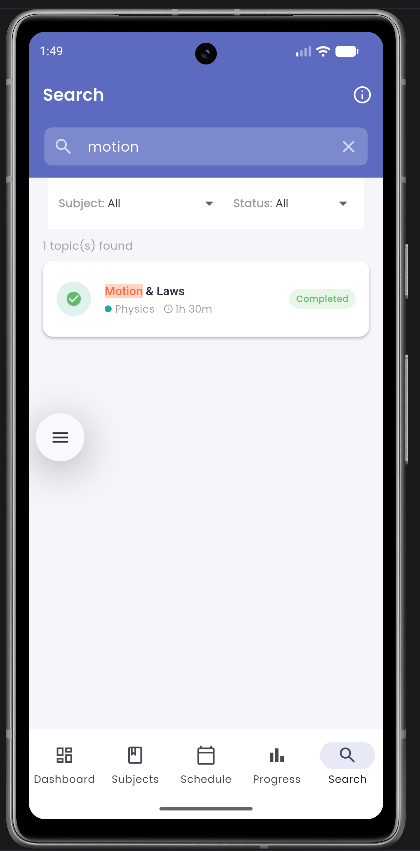 1:49
Search
motion
Subject: All
Status: All
1 topic(s) found
Motion & Laws
Completed
Physics 1h 30m
Dashboard
Subjects
Schedule
Progress
Search